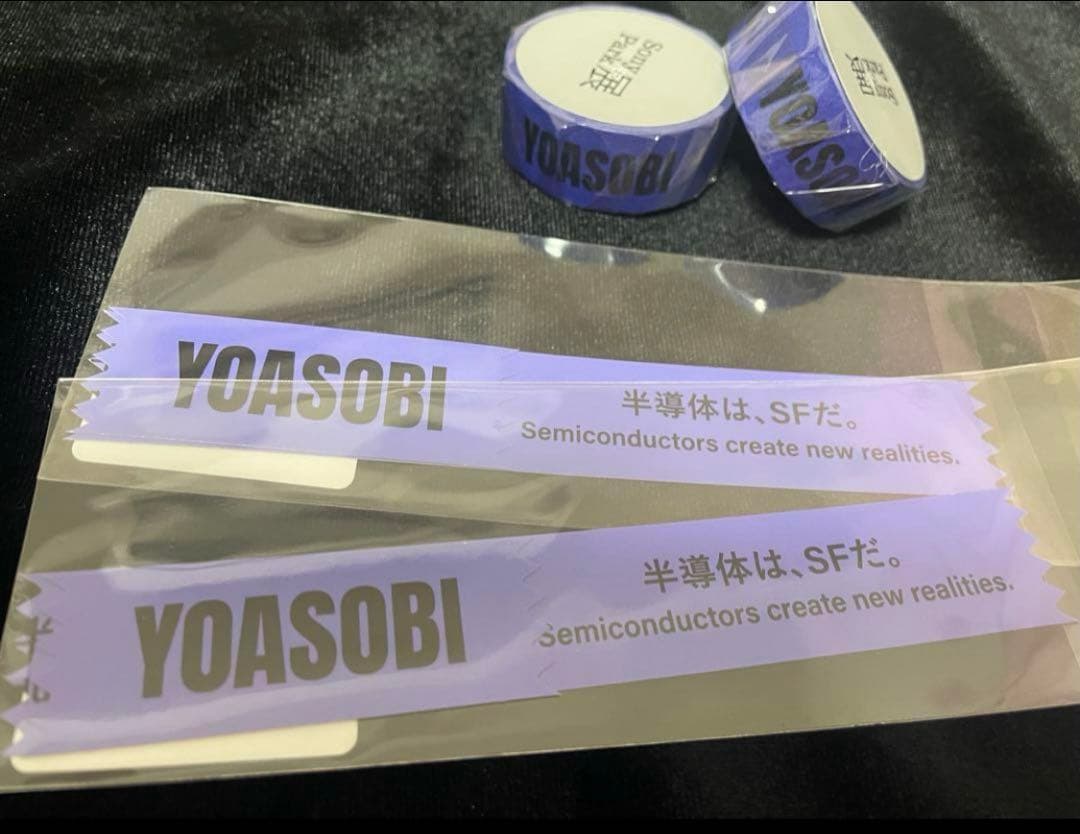 Sony
Park展
YOASOBI
YOASO
YOASOBI
半導体は、SFだ。
Semiconductors create new realities.
YOASOBI
半導体は、SFだ。
Semiconductors create new realities.